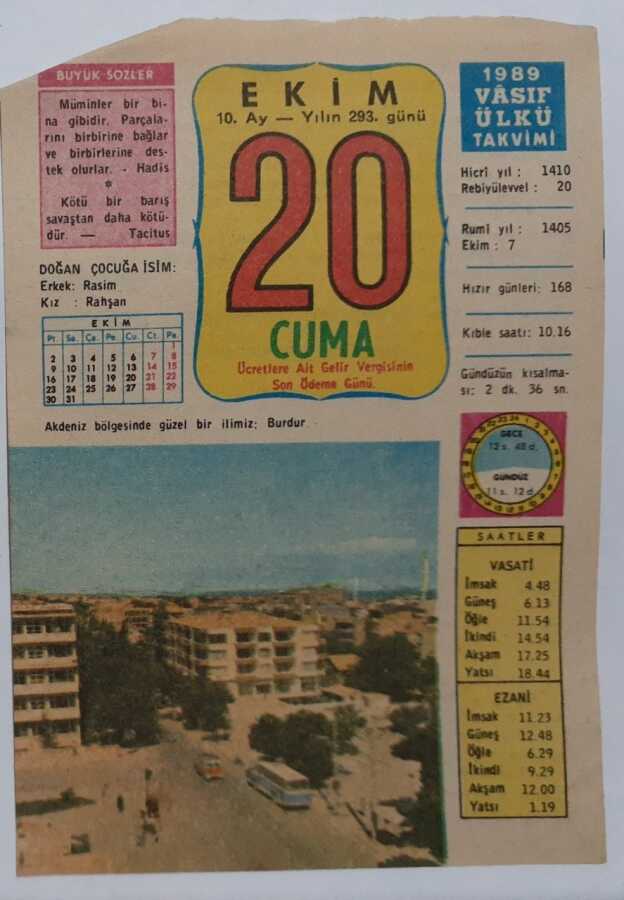 BÜYÜK SÖZLER
Müminler bir bi-
na gibidir. Parçala-
rını birbirine bağlar
ve birbirlerine des-
tek olurlar. - Hadis
*
Kötü bir barış
savaştan daha kötü-
dür. — Tacitus
DOĞAN ÇOCUĞA İSİM:
Erkek: Rasim
Kız : Rahşan
EKİM
Pt. Sa. Ça. Pe. Cu. Ct. Pa.
1
2 3 4 5 6 7 8
9 10 11 12 13 14 15
16 17 18 19 20 21 22
23 24 25 26 27 28 29
30 31
EKİM
10. Ay — Yılın 293. günü
20
CUMA
Ücretlere Ait Gelir Vergisinin
Son Ödeme Günü.
1989
VÂSIF
ÜLKÜ
TAKVİMİ
Hicrî yıl : 1410
Rebiyülevvel : 20
Rumî yıl : 1405
Ekim : 7
Hızır günleri: 168
Kıble saati: 10.16
Gündüzün kısalma-
sı: 2 dk. 36 sn.
GECE
12 s. 48 d.
GÜNDÜZ
11 s. 12 d.
SAATLER
VASATİ
İmsak 4.48
Güneş 6.13
Öğle 11.54
İkindi 14.54
Akşam 17.25
Yatsı 18.44
EZANİ
İmsak 11.23
Güneş 12.48
Öğle 6.29
İkindi 9.29
Akşam 12.00
Yatsı 1.19
Akdeniz bölgesinde güzel bir ilimiz: Burdur.